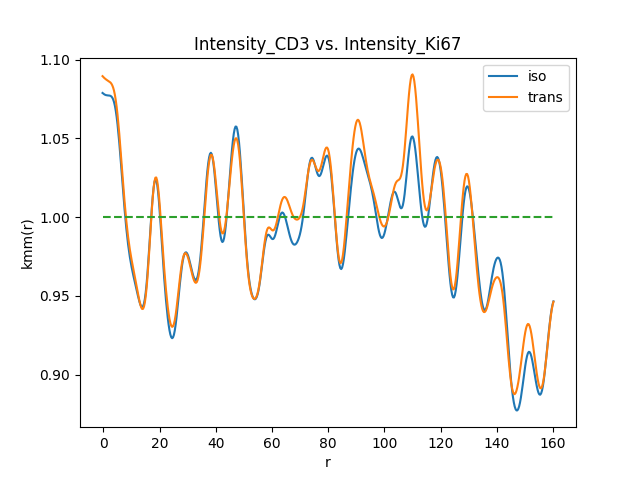 Intensity_CD3 vs. Intensity_Ki67
iso
trans
1.10
1.05
1.00
0.95
0.90
kmm(r)
0 20 40 60 80 100 120 140 160
r